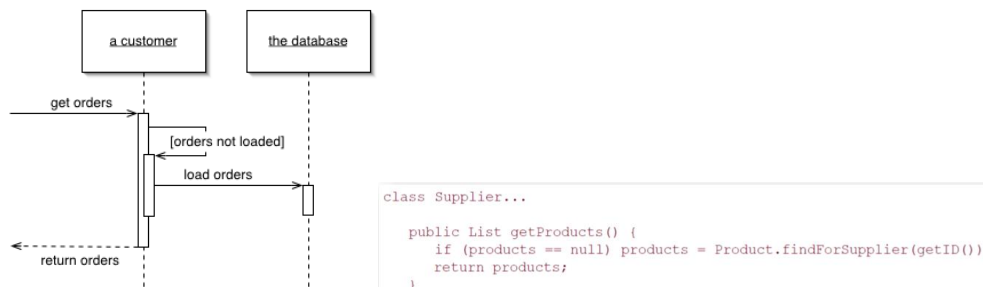 a customer
the database
get orders
[orders not loaded]
load orders
return orders
class Supplier...
public List getProducts() {
if (products == null) products = Product.findForSupplier(getID())
return products;
}